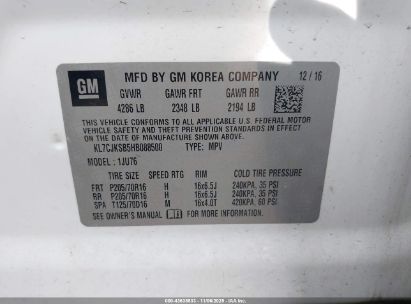 GM
MFD BY GM KOREA COMPANY 12/16
GVWR GAWR FRT GAWR RR
4286 LB 2348 LB 2194 LB
THIS VEHICLE CONFORMS TO ALL APPLICABLE U.S. FEDERAL MOTOR
VEHICLE SAFETY AND THEFT PREVENTION STANDARDS IN EFFECT ON
THE DATE OF MANUFACTURE SHOWN ABOVE.
KL7CJKSB5HB088500 TYPE: MPV
MODEL: 1JU76
TIRE SIZE SPEED RIM COLD TIRE PRESSURE
FRT P205/70R16 H 16x6.5J 240KPA, 35 PSI
RR P205/70R16 H 16x6.5J 240KPA, 35 PSI
SPA T125/70D16 M 16x4.0T 420KPA, 60 PSI
SEE OWNER'S MANUAL FOR MORE INFORMATION.